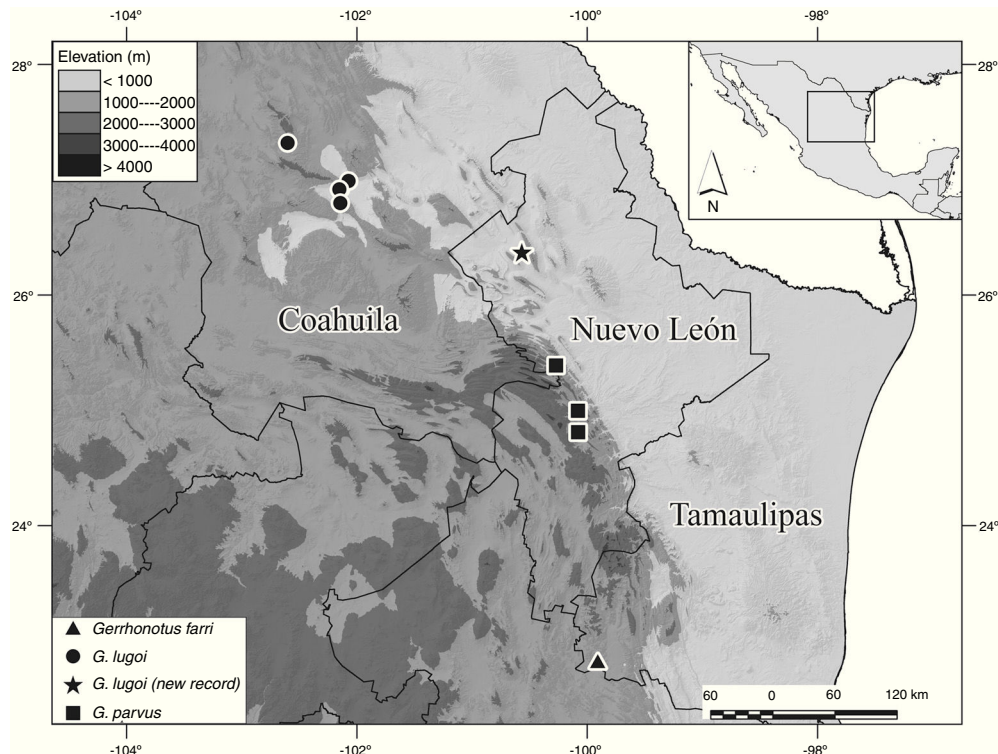 -104° -102° -100° -98°
Elevation (m)
< 1000
1000----2000
2000----3000
3000----4000
> 4000
28° 28°
N
26° 26°
Coahuila
Nuevo León
24° 24°
Tamaulipas
Gerrhonotus farri
G. lugoi
G. lugoi (new record)
G. parvus
60 0 60 120 km
-104° -102° -100° -98°